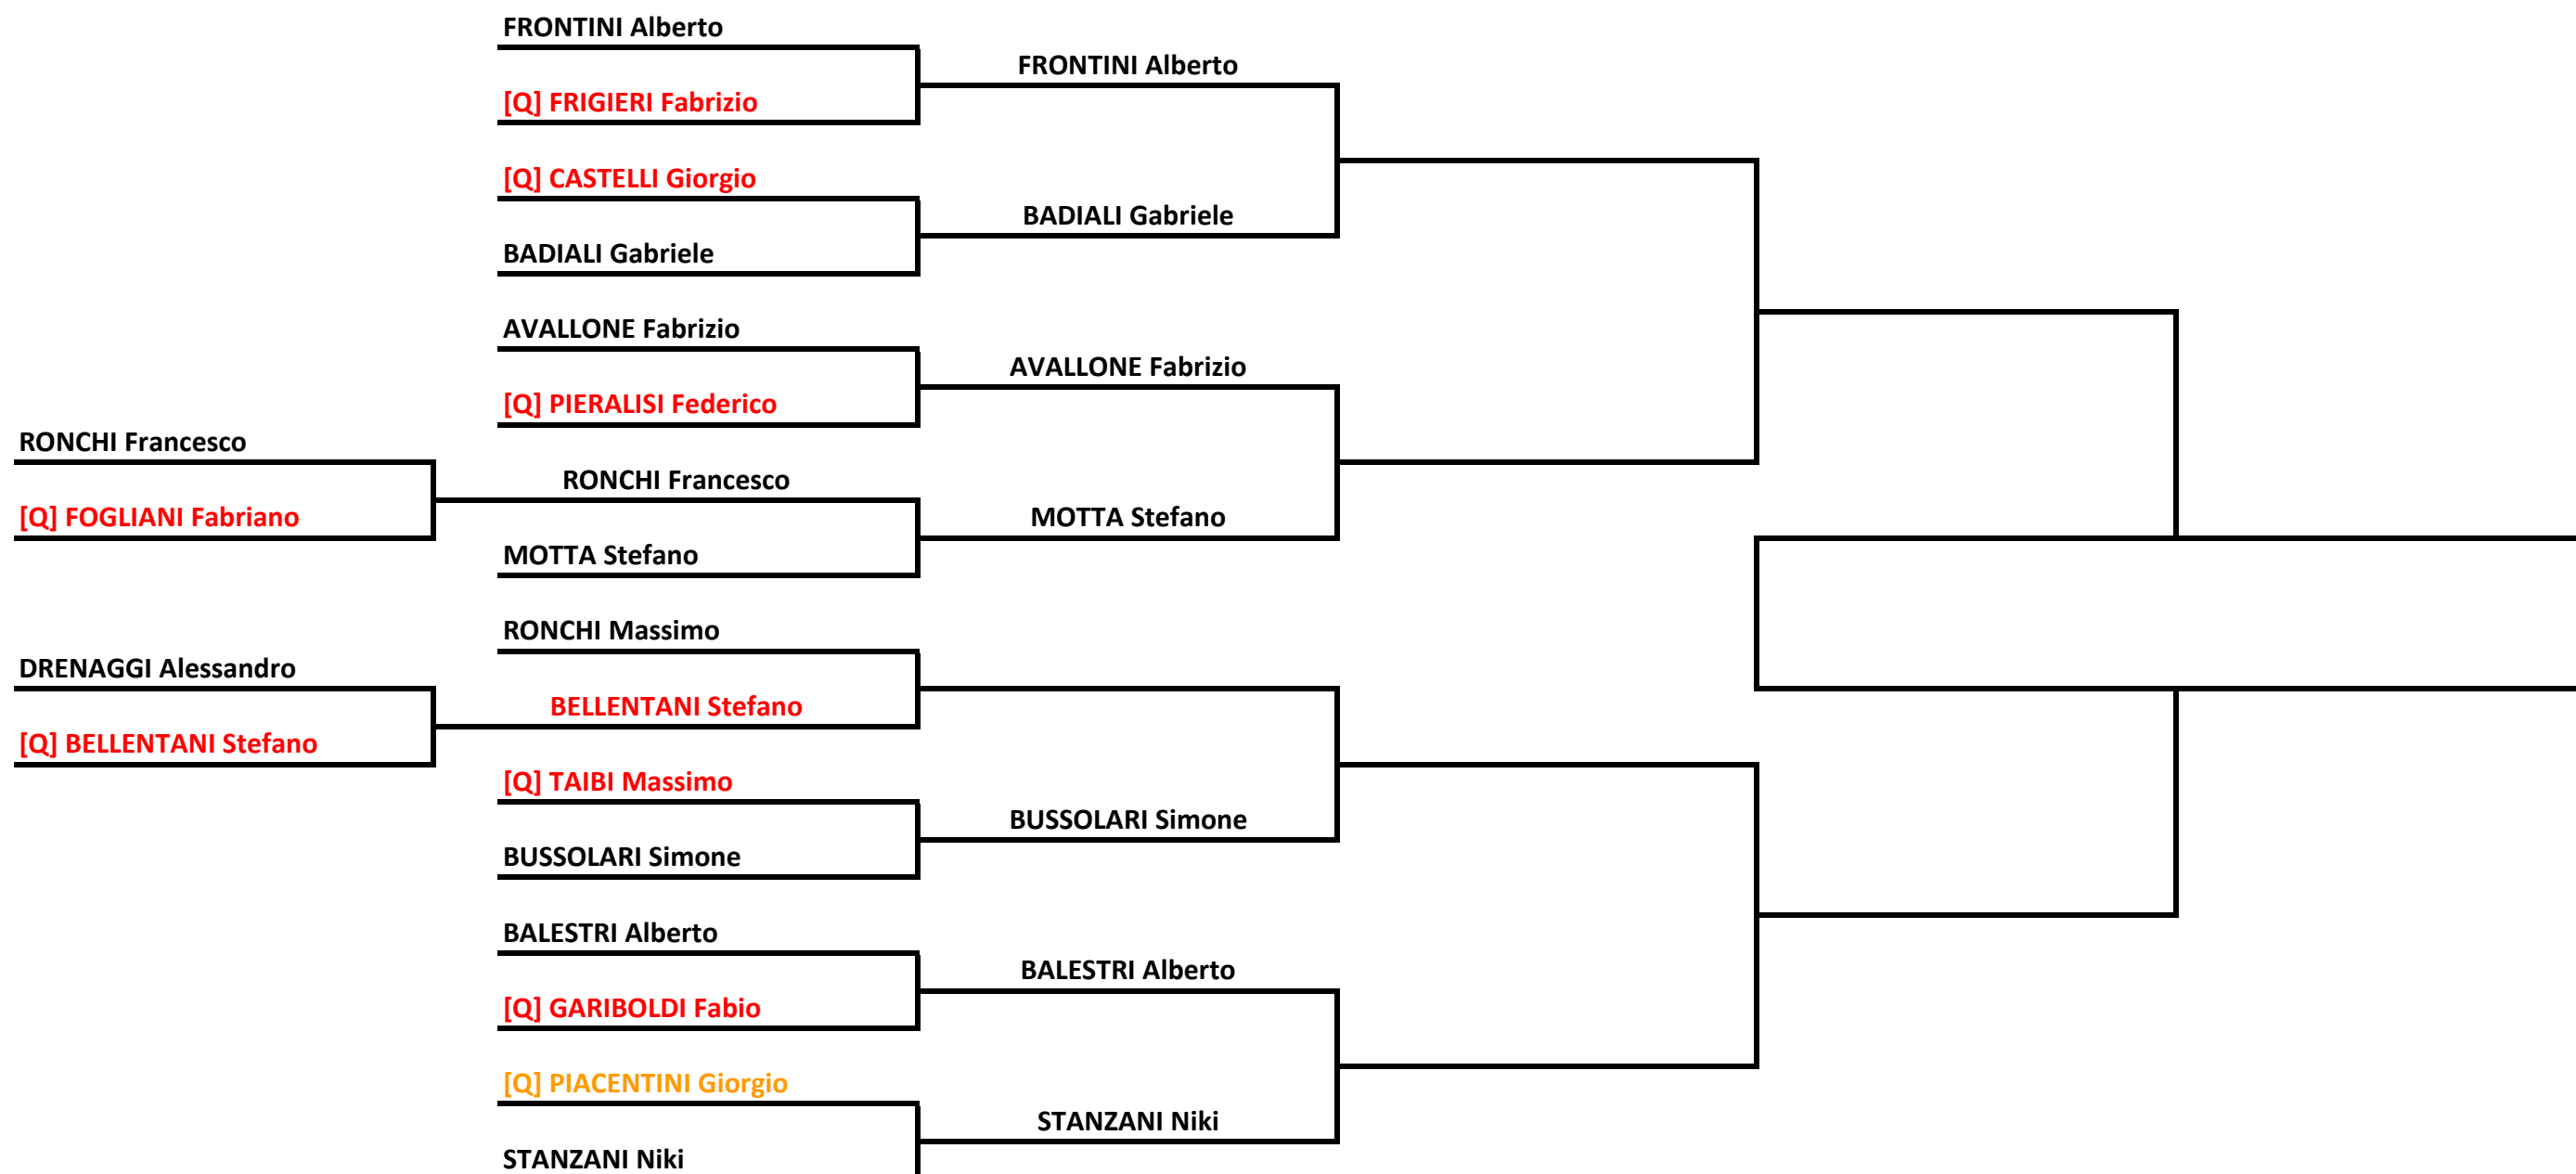 FRONTINI Alberto
FRONTINI Alberto
[Q] FRIGIERI Fabrizio
[Q] CASTELLI Giorgio
BADIALI Gabriele
BADIALI Gabriele
AVALLONE Fabrizio
AVALLONE Fabrizio
[Q] PIERALISI Federico
RONCHI Francesco
RONCHI Francesco
[Q] FOGLIANI Fabriano
MOTTA Stefano
MOTTA Stefano
RONCHI Massimo
DRENAGGI Alessandro
BELLENTANI Stefano
[Q] BELLENTANI Stefano
[Q] TAIBI Massimo
BUSSOLARI Simone
BUSSOLARI Simone
BALESTRI Alberto
BALESTRI Alberto
[Q] GARIBOLDI Fabio
[Q] PIACENTINI Giorgio
STANZANI Niki
STANZANI Niki